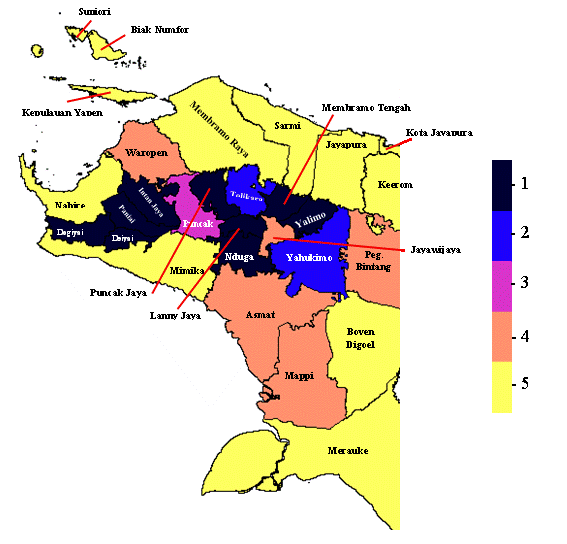 Supiori
Biak Numfor
Kepulauan Yapen
Membramo Raya
Sarmi
Membramo Tengah
Jayapura
Kota Jayapura
Waropen
Keerom
Nabire
Intan Jaya
Paniai
Tolikara
Puncak
Yalimo
Dogiyai
Deiyai
Mimika
Nduga
Yahukimo
Peg.
Bintang
Jayawijaya
Puncak Jaya
Lanny Jaya
Asmat
Boven
Digoel
Mappi
Merauke
1
2
3
4
5